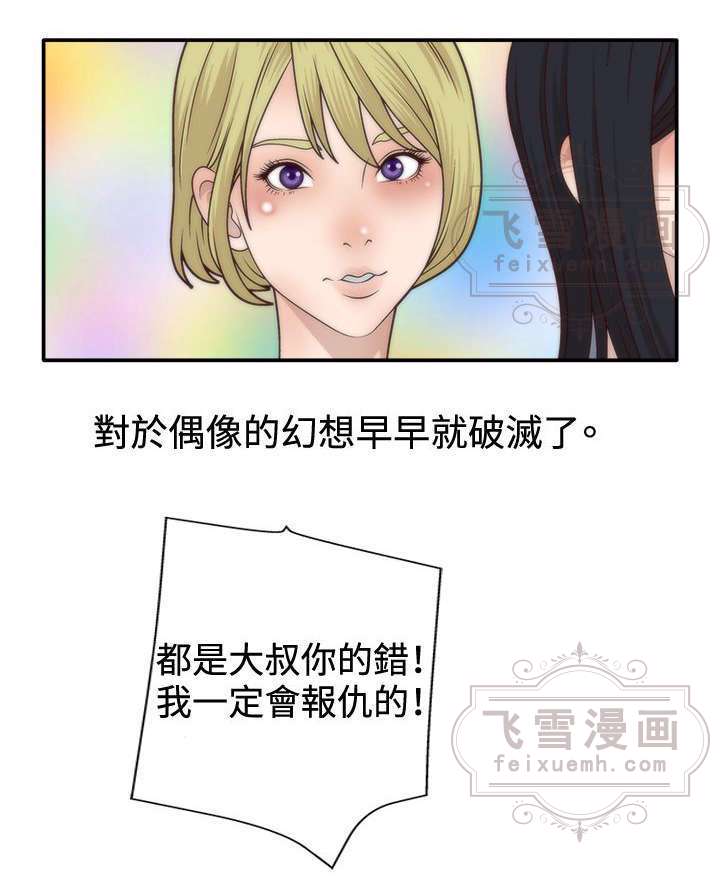 飞雪漫画
feixuemh.com
對於偶像的幻想早早就破滅了。
都是大叔你的錯！
我一定會報仇的！
飞雪漫画
feixuemh.com